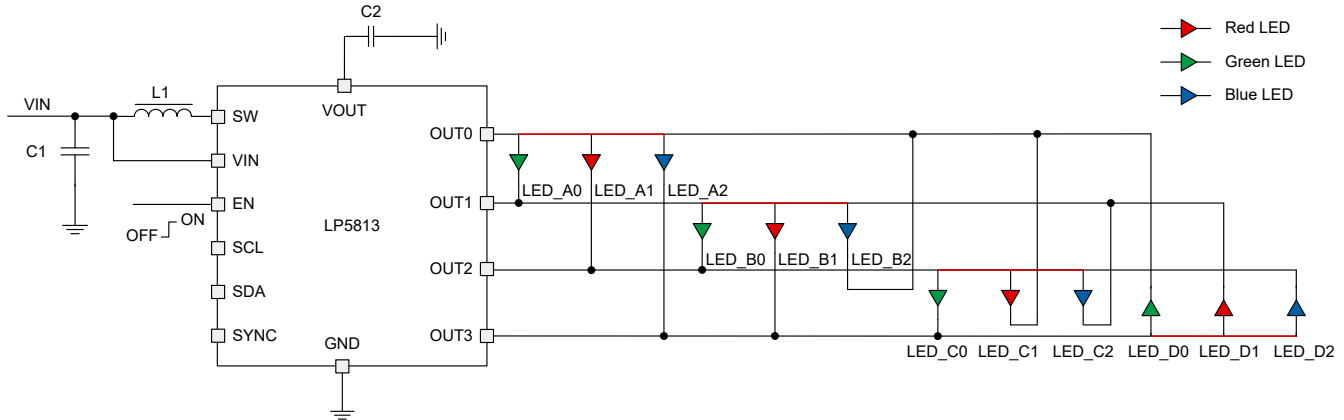 C2
Red LED
Green LED
Blue LED
VIN
L1
C1
SW
VOUT
VIN
EN
OFF
ON
SCL
SDA
SYNC
LP5813
GND
OUT0
OUT1
OUT2
OUT3
LED_A0
LED_A1
LED_A2
LED_B0
LED_B1
LED_B2
LED_C0
LED_C1
LED_C2
LED_D0
LED_D1
LED_D2